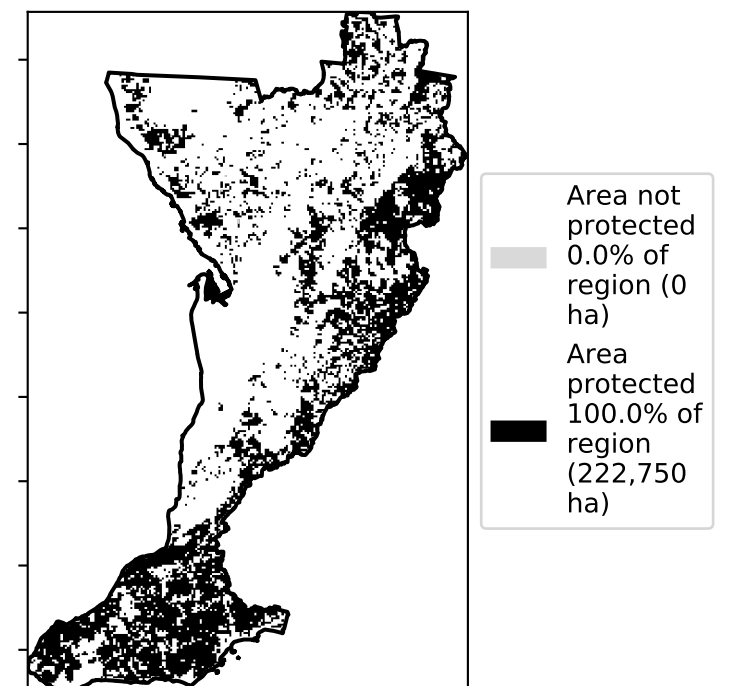 Area not
protected
0.0% of
region (0
ha)
Area
protected
100.0% of
region
(222,750
ha)